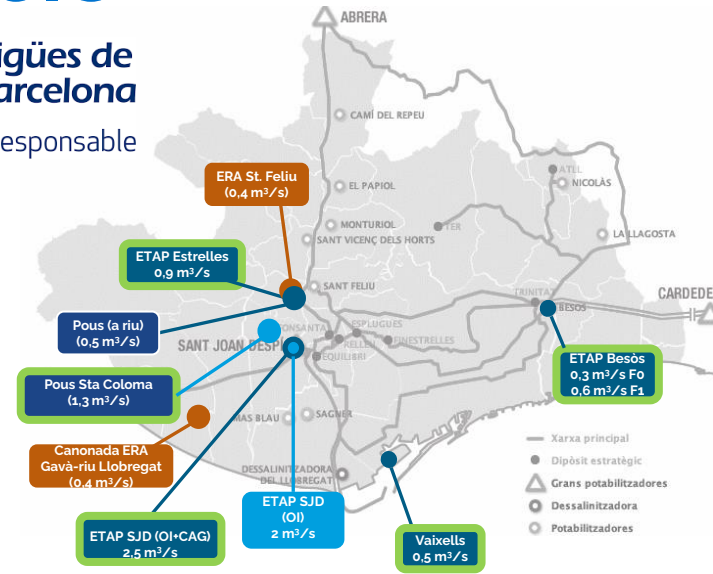 igües de
arcelona
esponsable
ABRERA
CAMÍ DEL REPEU
ERA St. Feliu
(0,4 m³/s)
ATLL
NICOLÀS
EL PAPIOL
MONTURIOL
TER
SANT VICENÇ DELS HORTS
LA LLAGOSTA
ETAP Estrelles
0,9 m³/s
SANT FELIU
TRINITAT
BESÒS
CARDEDE
Pous (a riu)
(0,5 m³/s)
ONSANTA
ESPLUGUES
RELLEU
FINESTRELLES
SANT JOAN DESP
EQUILIBRI
ETAP Besòs
0,3 m³/s F0
0,6 m³/s F1
Pous Sta Coloma
(1,3 m³/s)
MAS BLAU
SAGNER
Canonada ERA
Gavà-riu Llobregat
(0,4 m³/s)
DESSALINITZADORA
DEL LLOBREGAT
Xarxa principal
Dipòsit estratègic
Grans potabilitzadores
Dessalinitzadora
Potabilitzadores
ETAP SJD
(OI)
2 m³/s
ETAP SJD (OI+CAG)
2,5 m³/s
Vaixells
0,5 m³/s